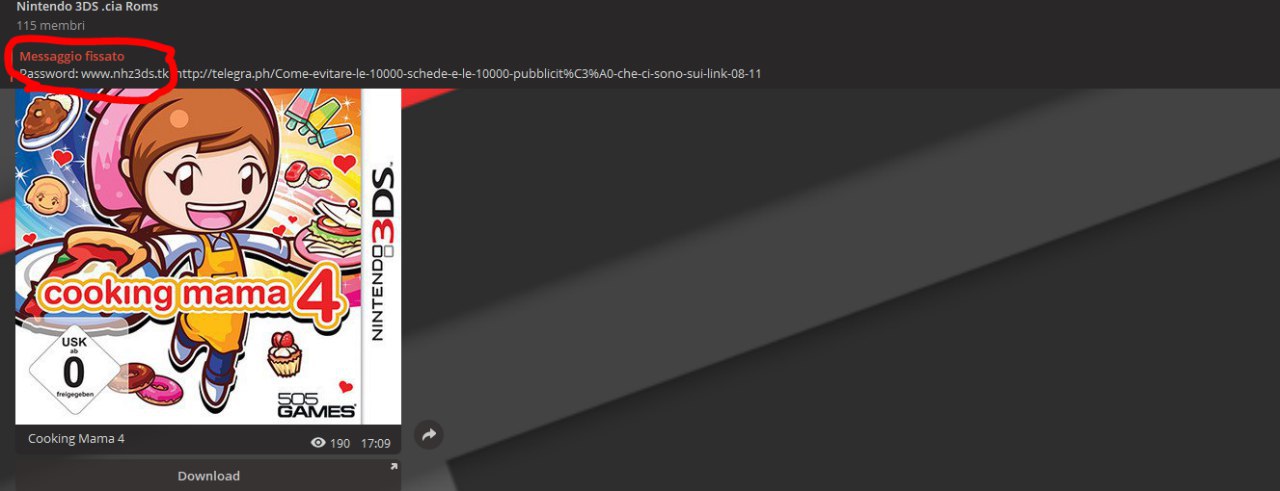 Nintendo 3DS .cia Roms
115 membri
Messaggio fissato
Password: www.nhz3ds.tk http://telegra.ph/Come-evitare-le-10000-schede-e-le-10000-pubblicit%C3%A0-che-ci-sono-sui-link-08-11
NINTENDO3DS
cooking mama 4
USK
ab
0
freigegeben
505
GAMES
Cooking Mama 4
190 17:09
Download